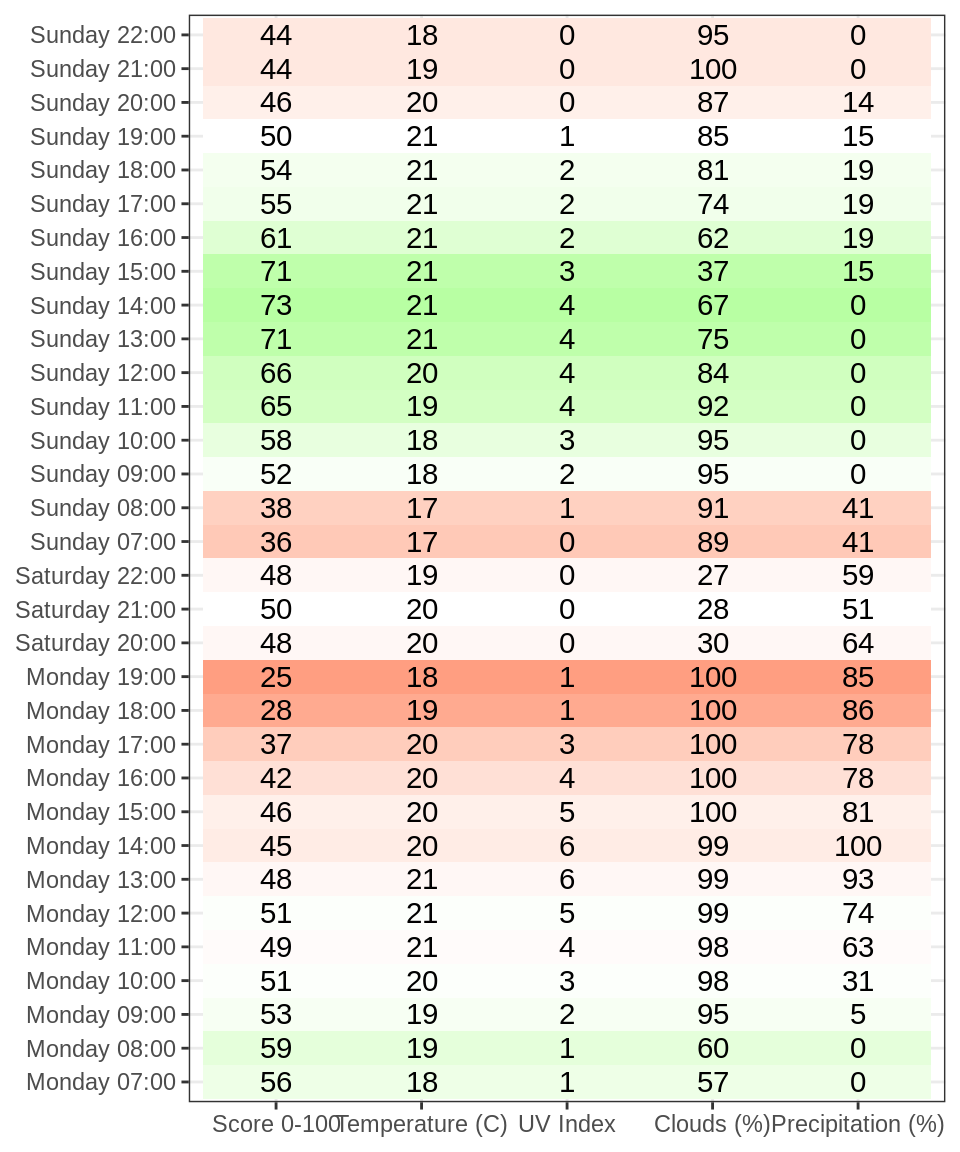 Sunday 22:00 44 18 0 95 0
Sunday 21:00 44 19 0 100 0
Sunday 20:00 46 20 0 87 14
Sunday 19:00 50 21 1 85 15
Sunday 18:00 54 21 2 81 19
Sunday 17:00 55 21 2 74 19
Sunday 16:00 61 21 2 62 19
Sunday 15:00 71 21 3 37 15
Sunday 14:00 73 21 4 67 0
Sunday 13:00 71 21 4 75 0
Sunday 12:00 66 20 4 84 0
Sunday 11:00 65 19 4 92 0
Sunday 10:00 58 18 3 95 0
Sunday 09:00 52 18 2 95 0
Sunday 08:00 38 17 1 91 41
Sunday 07:00 36 17 0 89 41
Saturday 22:00 48 19 0 27 59
Saturday 21:00 50 20 0 28 51
Saturday 20:00 48 20 0 30 64
Monday 19:00 25 18 1 100 85
Monday 18:00 28 19 1 100 86
Monday 17:00 37 20 3 100 78
Monday 16:00 42 20 4 100 78
Monday 15:00 46 20 5 100 81
Monday 14:00 45 20 6 99 100
Monday 13:00 48 21 6 99 93
Monday 12:00 51 21 5 99 74
Monday 11:00 49 21 4 98 63
Monday 10:00 51 20 3 98 31
Monday 09:00 53 19 2 95 5
Monday 08:00 59 19 1 60 0
Monday 07:00 56 18 1 57 0
Score 0-100 Temperature (C) UV Index Clouds (%) Precipitation (%)